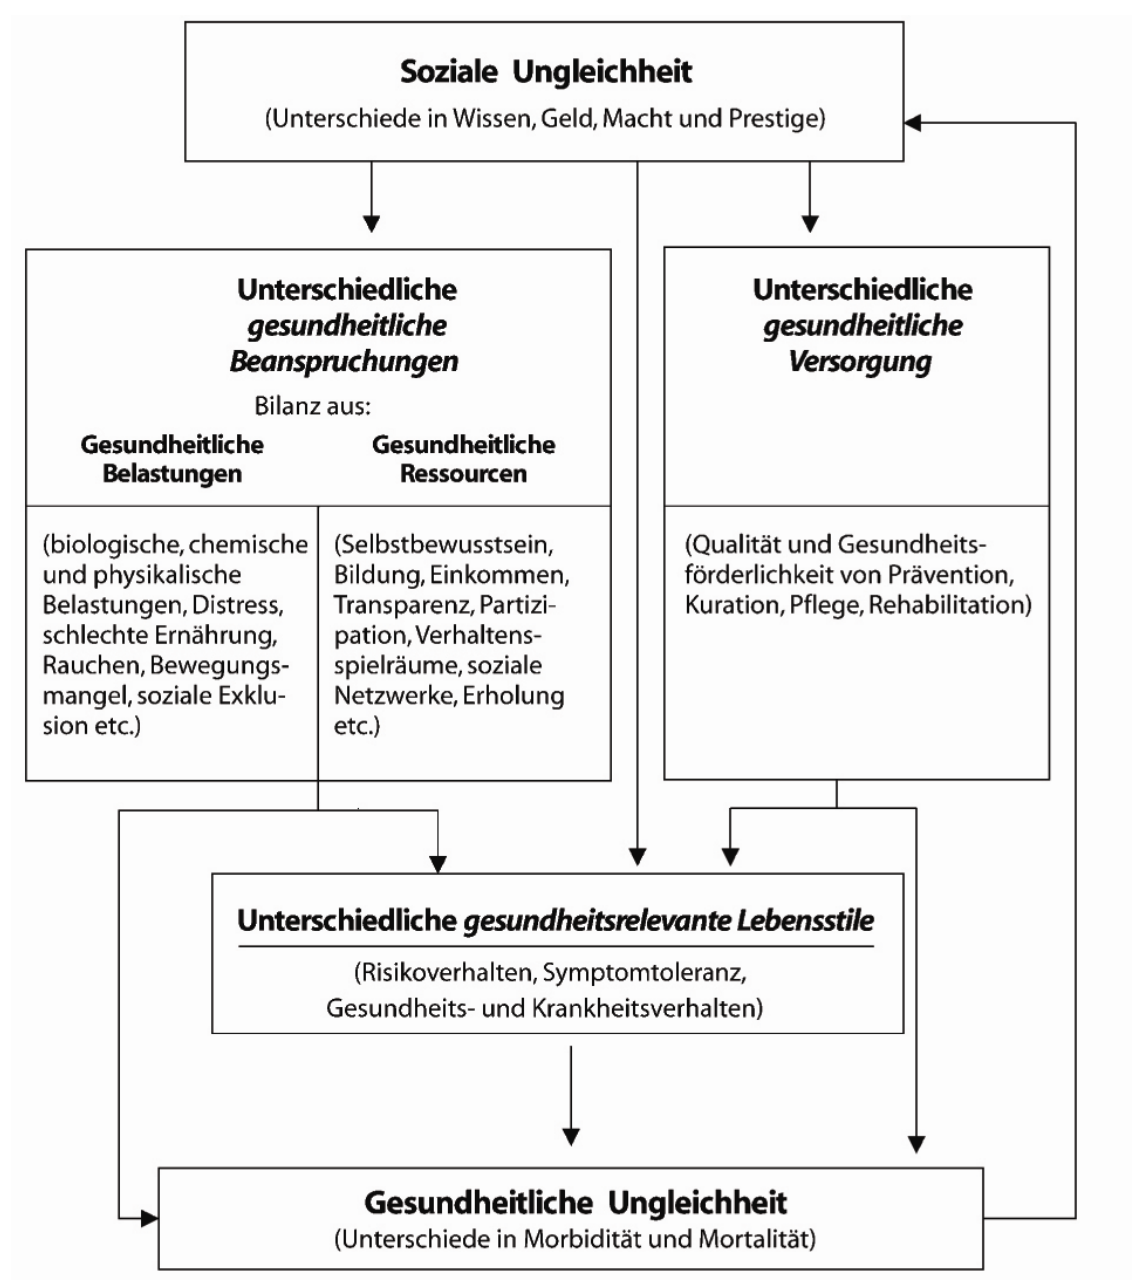 Soziale Ungleichheit
(Unterschiede in Wissen, Geld, Macht und Prestige)
Unterschiedliche
gesundheitliche
Beanspruchungen
Bilanz aus:
Gesundheitliche
Belastungen
Gesundheitliche
Ressourcen
(biologische, chemische
und physikalische
Belastungen, Distress,
schlechte Ernährung,
Rauchen, Bewegungs-
mangel, soziale Exklu-
sion etc.)
(Selbstbewusstsein,
Bildung, Einkommen,
Transparenz, Partizi-
pation, Verhaltens-
spielräume, soziale
Netzwerke, Erholung
etc.)
Unterschiedliche
gesundheitliche
Versorgung
(Qualität und Gesundheits-
förderlichkeit von Prävention,
Kuration, Pflege, Rehabilitation)
Unterschiedliche gesundheitsrelevante Lebensstile
(Risikoverhalten, Symptomtoleranz,
Gesundheits- und Krankheitsverhalten)
Gesundheitliche Ungleichheit
(Unterschiede in Morbidität und Mortalität)